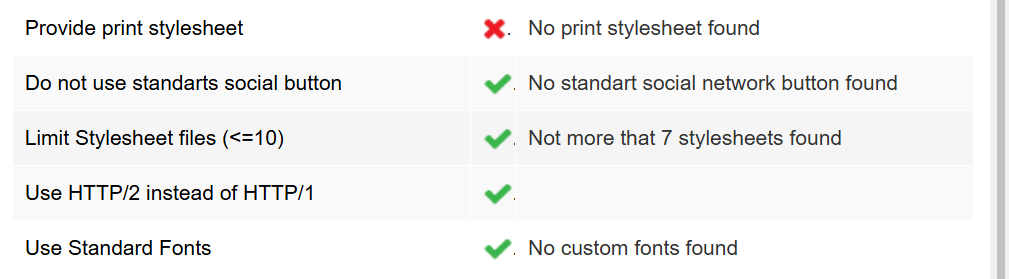 Provide print stylesheet . No print stylesheet found
Do not use standarts social button . No standart social network button found
Limit Stylesheet files (<=10) . Not more that 7 stylesheets found
Use HTTP/2 instead of HTTP/1 .
Use Standard Fonts . No custom fonts found